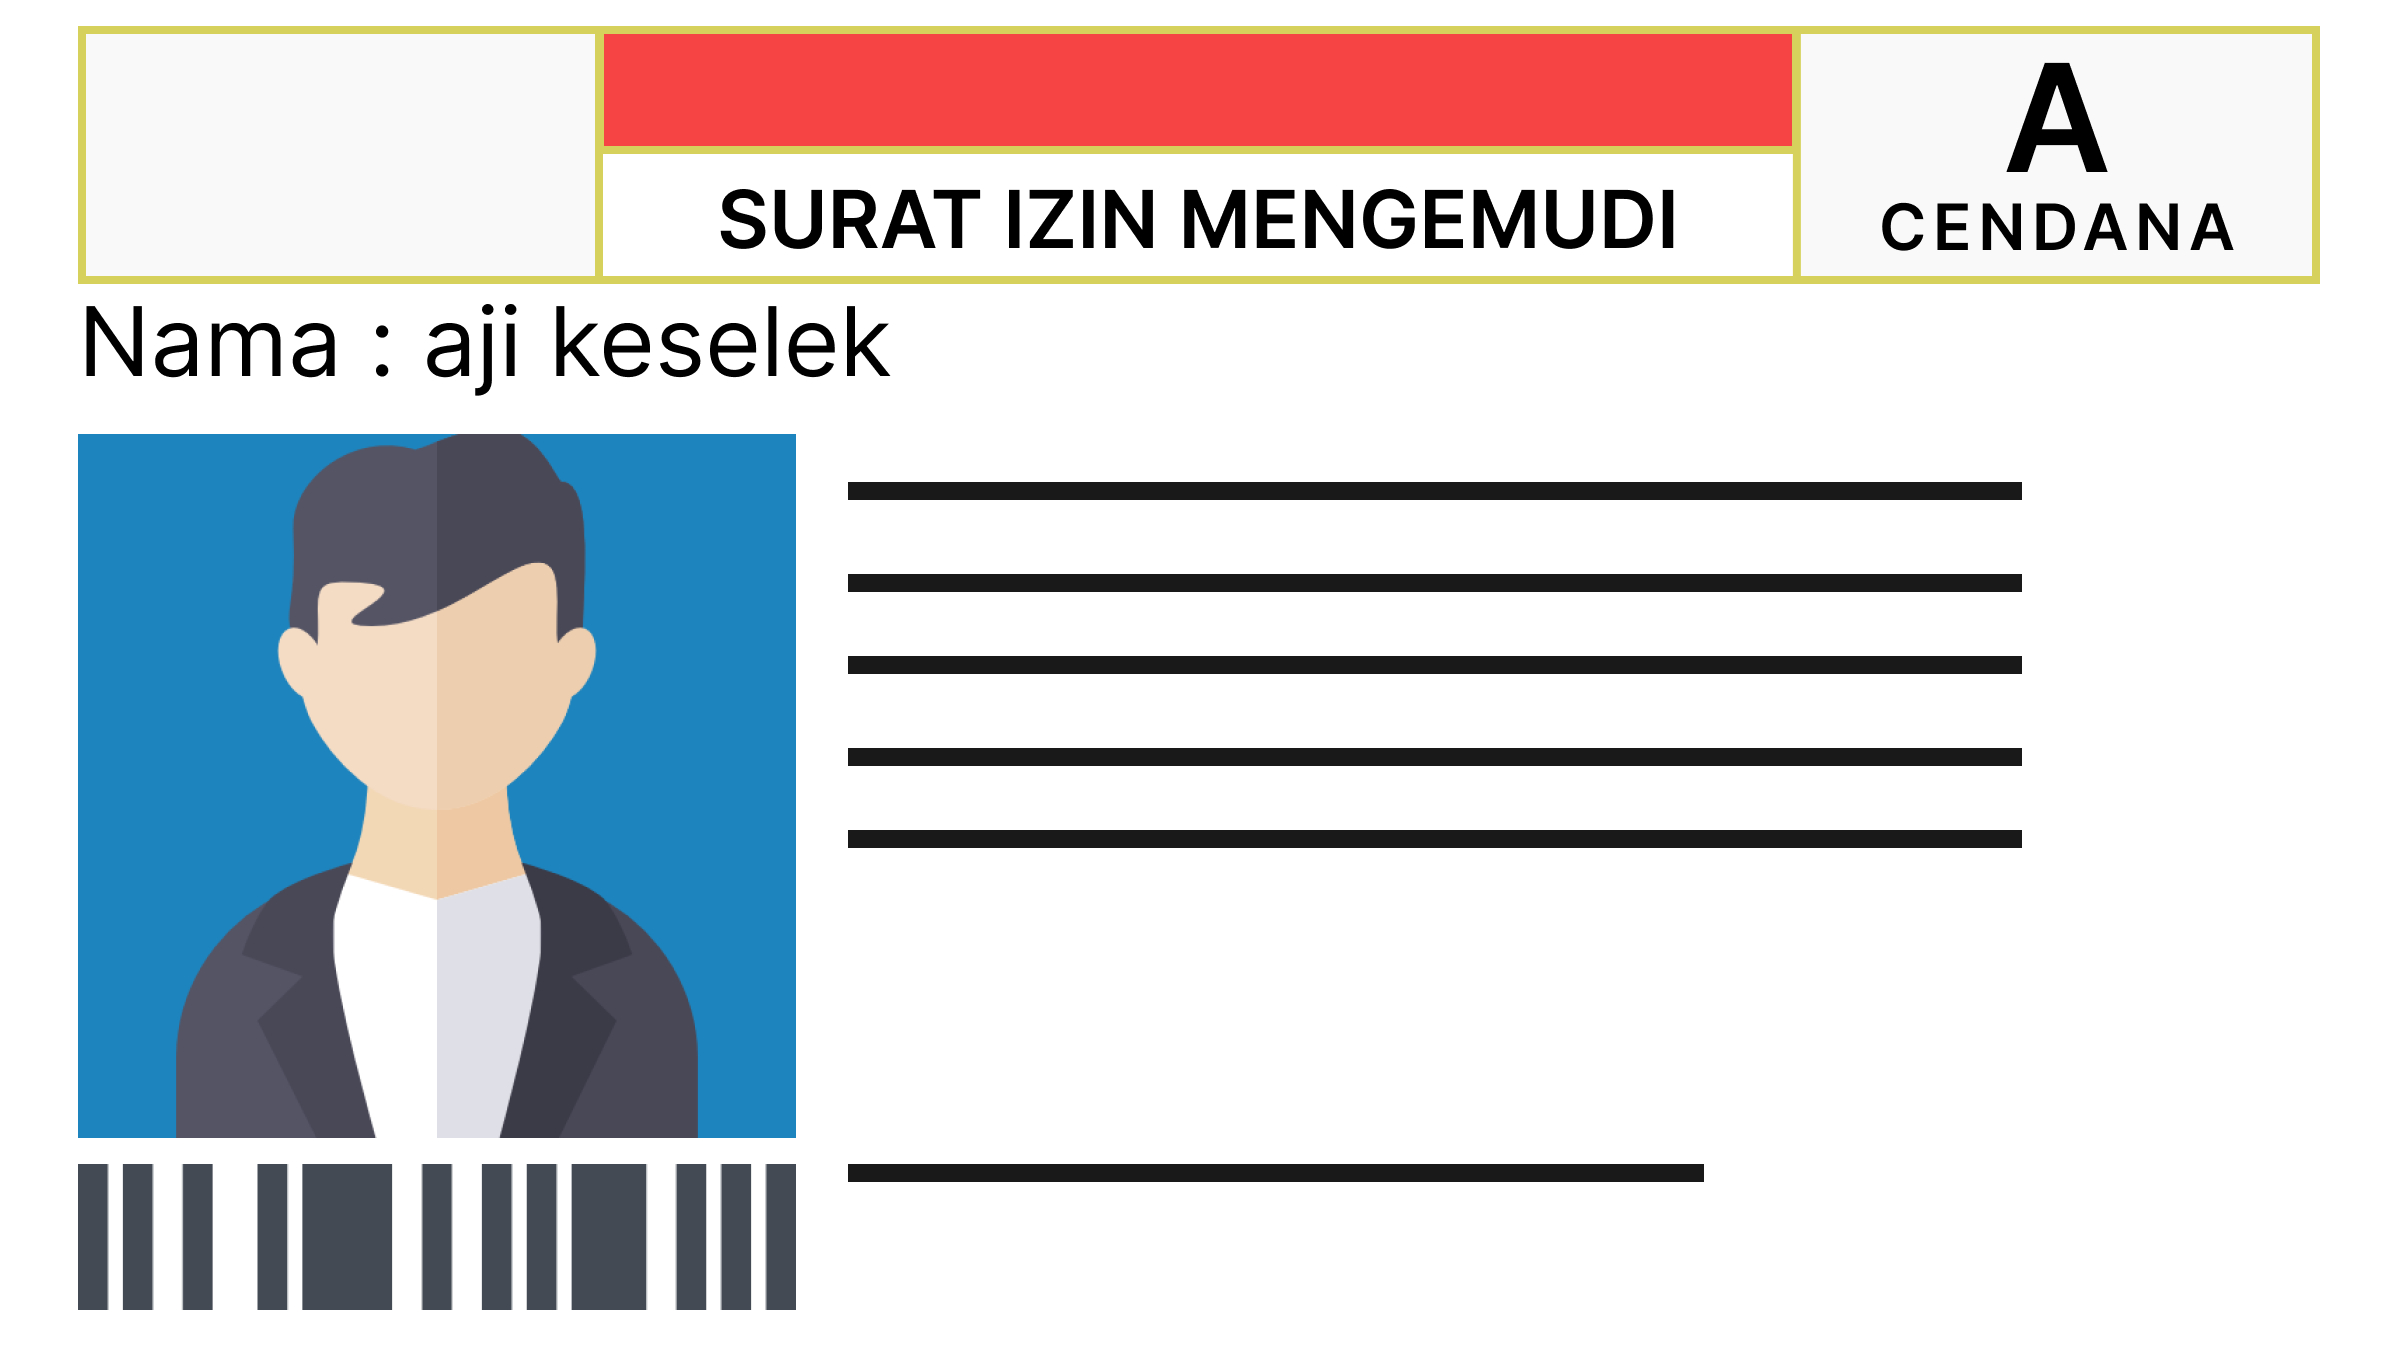 SURAT IZIN MENGEMUDI
A
CENDANA
Nama : aji keselek